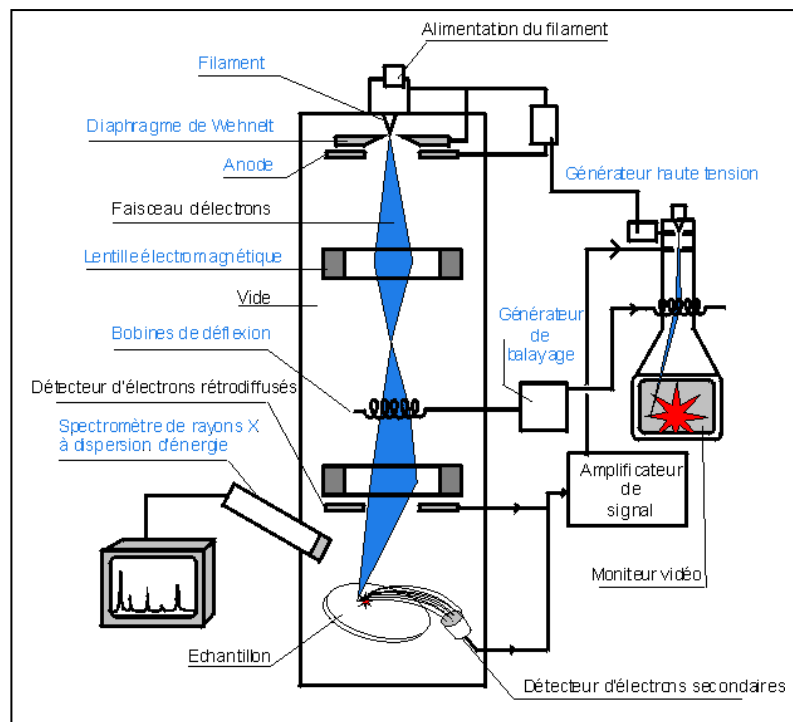 Alimentation du filament
Filament
Diaphragme de Wehnelt
Anode
Générateur haute tension
Faisceau délectrons
Lentille électromagnétique
Vide
Générateur
de
balayage
Bobines de déflexion
Détecteur d'électrons rétrodiffusés
Spectromètre de rayons X
à dispersion d'énergie
Amplificateur
de
signal
Moniteur vidéo
Echantillon
Détecteur d'électrons secondaires